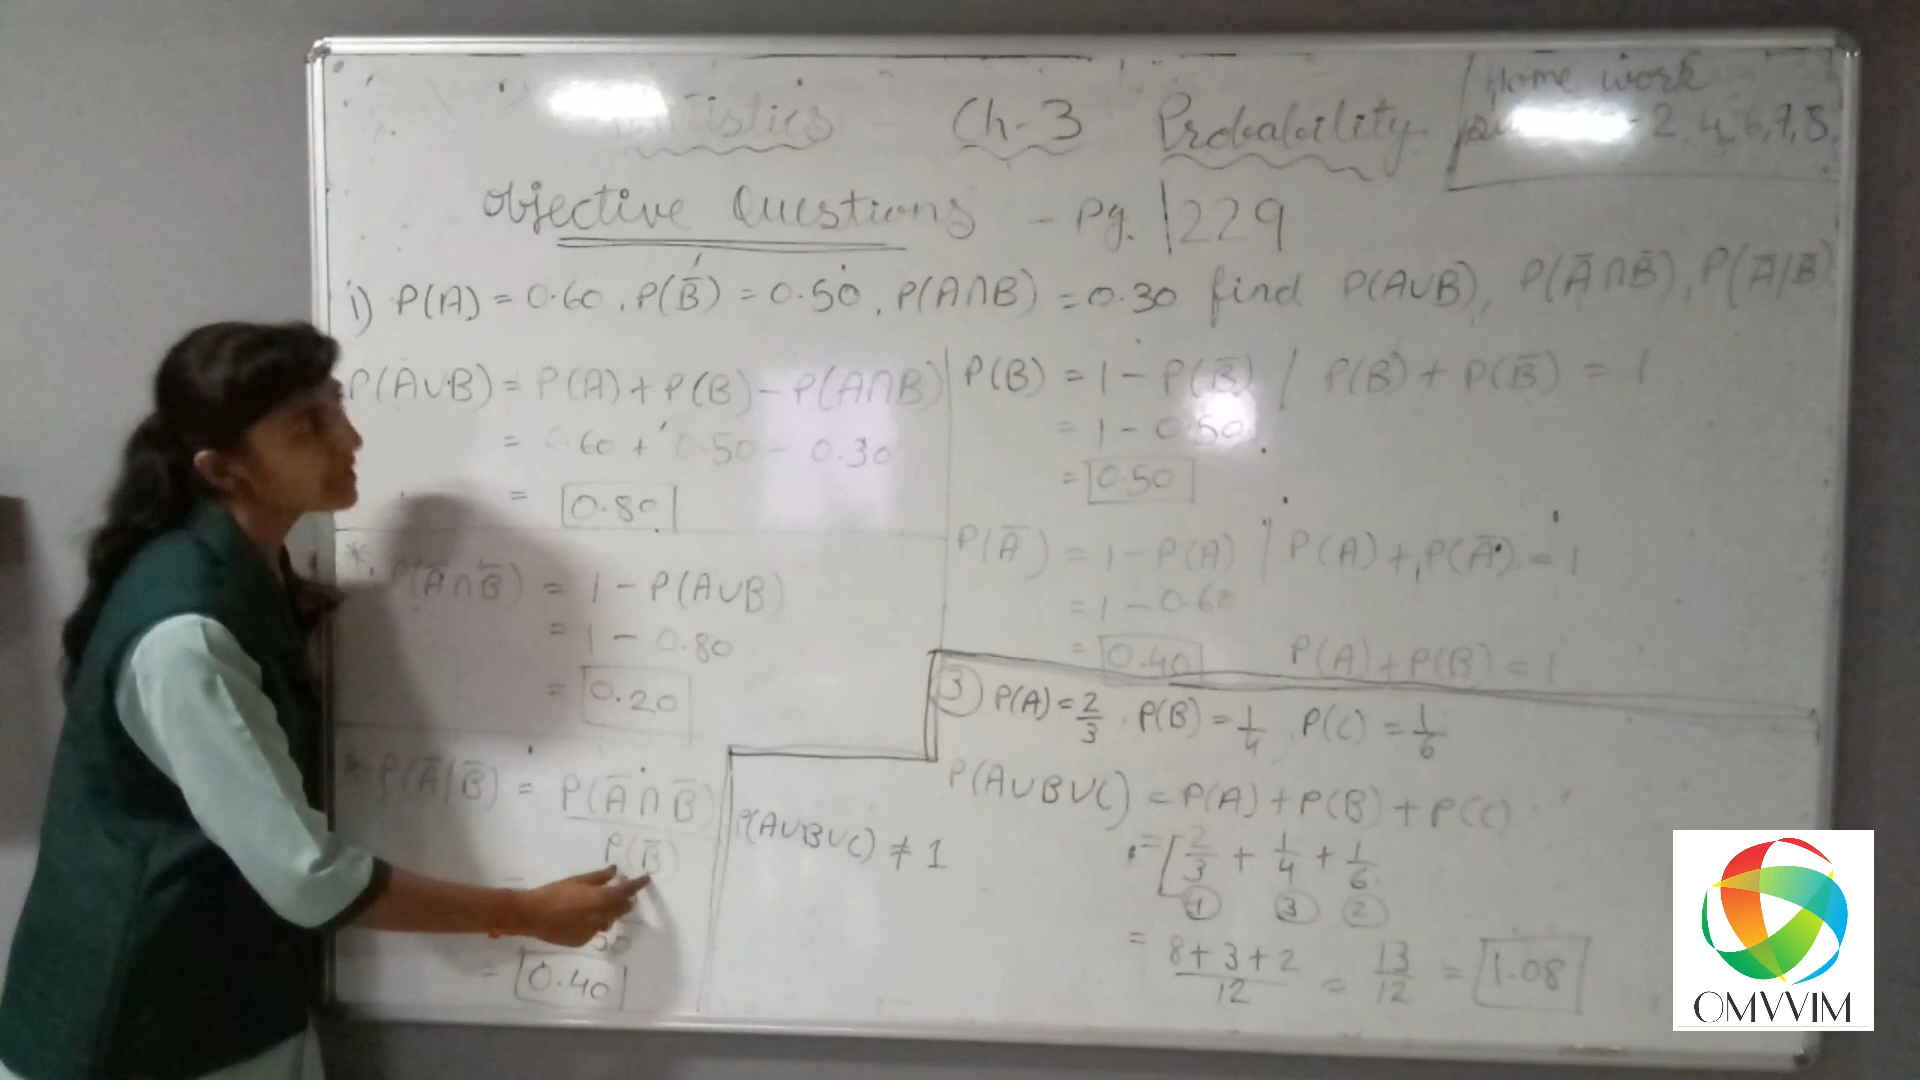 Ch-3 Probability
Home work
2, 4, 6, 7, 8.
Objective Questions - Pg. 229
i) P(A) = 0.60, P(B̅) = 0.50, P(A∩B) = 0.30 find P(A∪B), P(A̅∩B̅), P(A̅|B̅)
P(A∪B) = P(A) + P(B) - P(A∩B)
= 0.60 + 0.50 - 0.30
= 0.80
* P(A̅∩B̅) = 1 - P(A∪B)
= 1 - 0.80
= 0.20
* P(A̅|B̅) = P(A̅∩B̅)
P(B̅)
= 0.40
P(B) = 1 - P(B̅) / P(B) + P(B̅) = 1
= 1 - 0.50
= 0.50
P(A̅) = 1 - P(A) | P(A) + P(A̅) = 1
= 1 - 0.60
= 0.40 P(A) + P(B) = 1
3 P(A) = 2/3, P(B) = 1/4, P(C) = 1/6
P(A∪B∪C) = P(A) + P(B) + P(C)
P(A∪B∪C) ≠ 1
= [2/3 + 1/4 + 1/6
1 3 2
= 8+3+2/12 = 13/12 = 1.08
OMVVIM